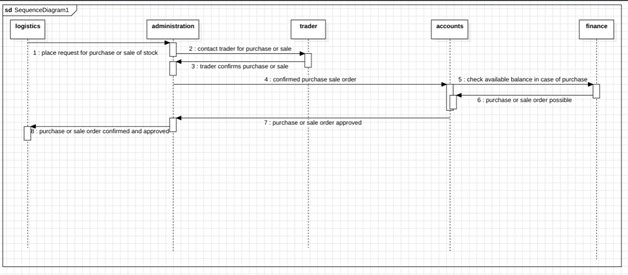 sd SequenceDiagram1
logistics
administration
trader
accounts
finance
1 : place request for purchase or sale of stock
2 : contact trader for purchase or sale
3 : trader confirms purchase or sale
4 : confirmed purchase sale order
5 : check available balance in case of purchase
6 : purchase or sale order possible
7 : purchase or sale order approved
8 : purchase or sale order confirmed and approved